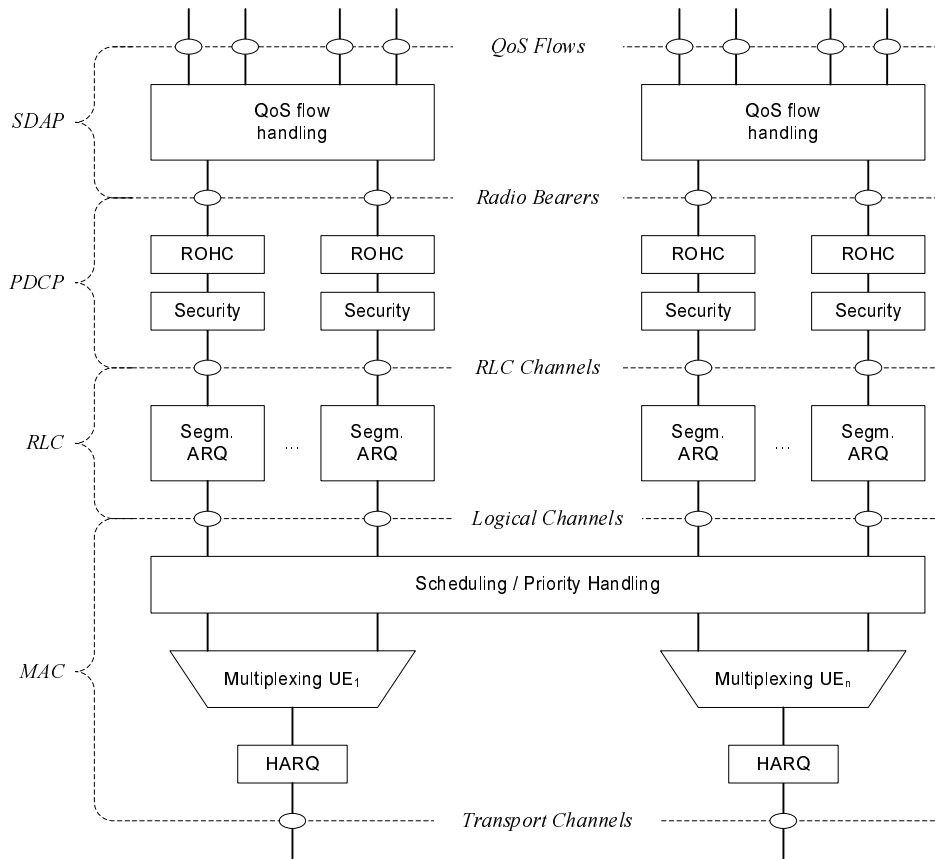 QoS Flows
SDAP
QoS flow
handling
QoS flow
handling
Radio Bearers
PDCP
ROHC
ROHC
ROHC
ROHC
Security
Security
Security
Security
RLC Channels
RLC
Segm.
ARQ
...
Segm.
ARQ
Segm.
ARQ
...
Segm.
ARQ
Logical Channels
MAC
Scheduling / Priority Handling
Multiplexing UE₁
Multiplexing UEₙ
HARQ
HARQ
Transport Channels